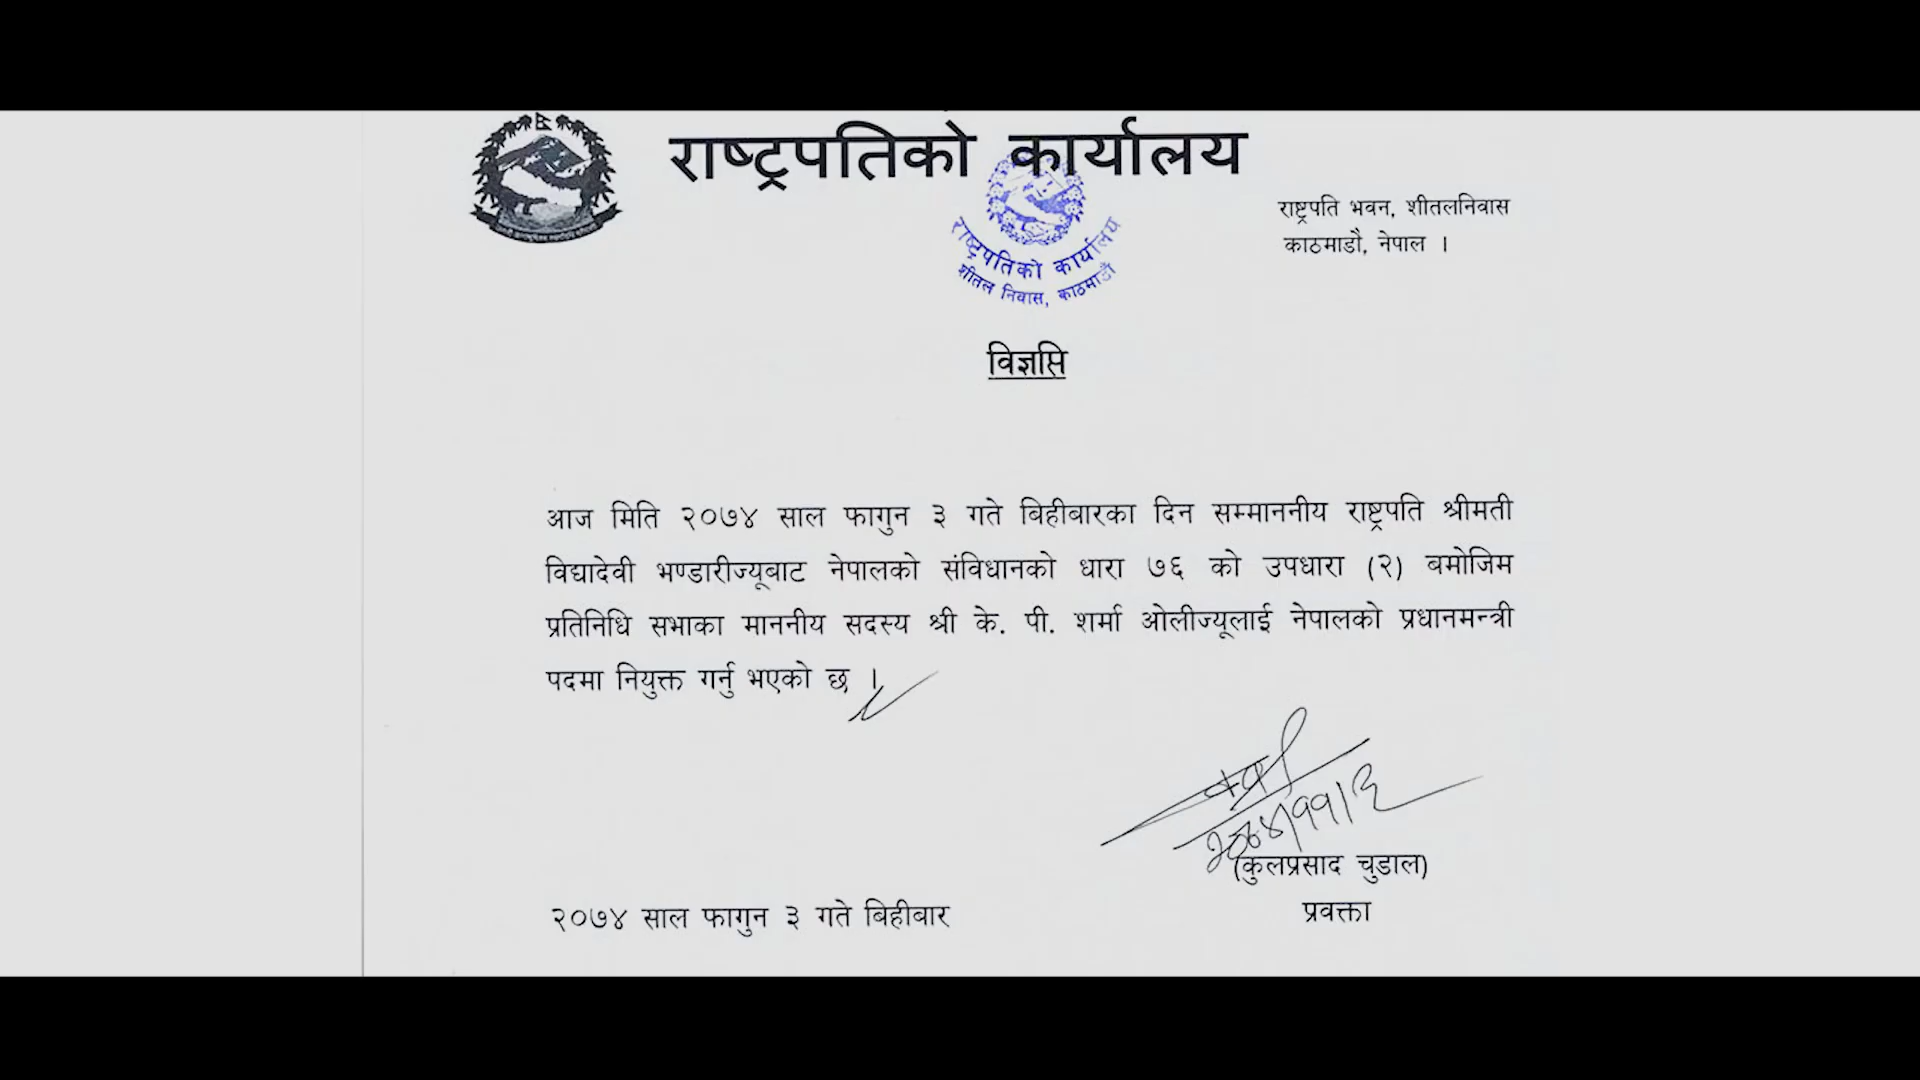 राष्ट्रपतिको कार्यालय
राष्ट्रपतिको कार्यालय
शीतल निवास, काठमाडौं
राष्ट्रपति भवन, शीतलनिवास
काठमाडौं, नेपाल ।
विज्ञप्ति
आज मिति २०७४ साल फागुन ३ गते बिहीबारका दिन सम्माननीय राष्ट्रपति श्रीमती
विद्यादेवी भण्डारीज्यूबाट नेपालको संविधानको धारा ७६ को उपधारा (२) बमोजिम
प्रतिनिधि सभाका माननीय सदस्य श्री के. पी. शर्मा ओलीज्यूलाई नेपालको प्रधानमन्त्री
पदमा नियुक्त गर्नु भएको छ ।
(कुलप्रसाद चुडाल)
प्रवक्ता
२०७४ साल फागुन ३ गते बिहीबार